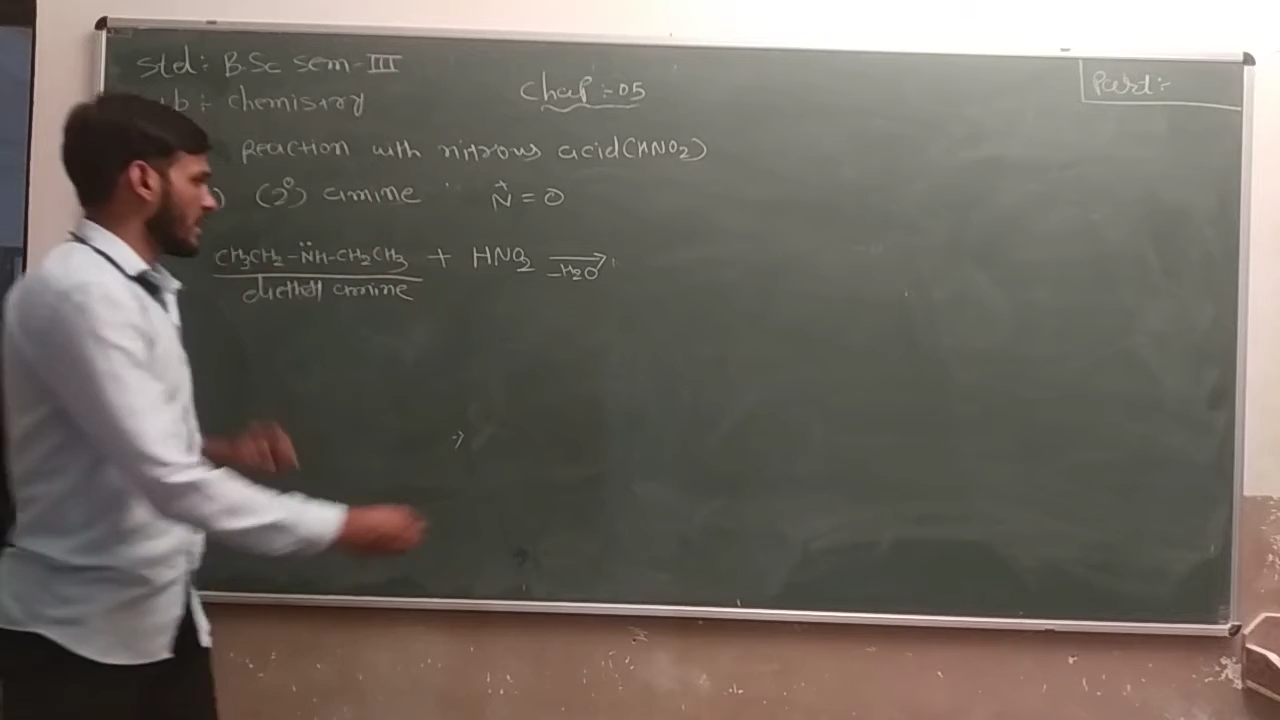 Std:- B.Sc sem-III
chap:-05
Part:-
b:- chemistry
reaction with nitrous acid(HNO2)
) (2°) amine N⁺=O
CH3CH2-N̈H-CH2CH3 + HNO2 ⟶ -H2O
diethyl amine